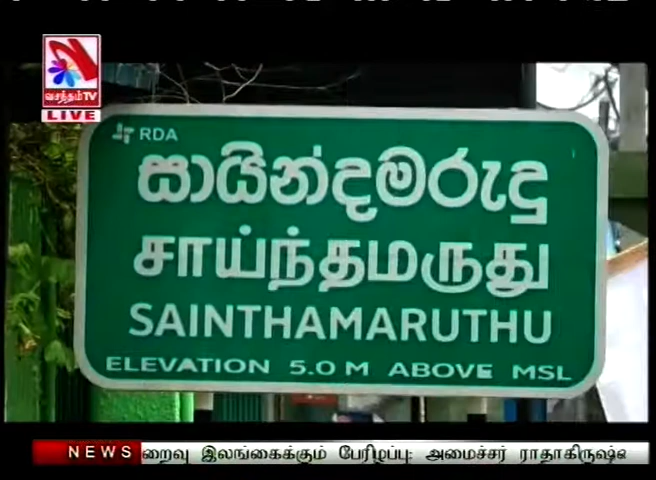 வசந்தம்TV
LIVE
RDA
සායින්දමරුදු
சாய்ந்தமருது
SAINTHAMARUTHU
ELEVATION 5.0 M ABOVE MSL
NEWS றைவு இலங்கைக்கும் பேரிழப்பு: அமைச்சர்